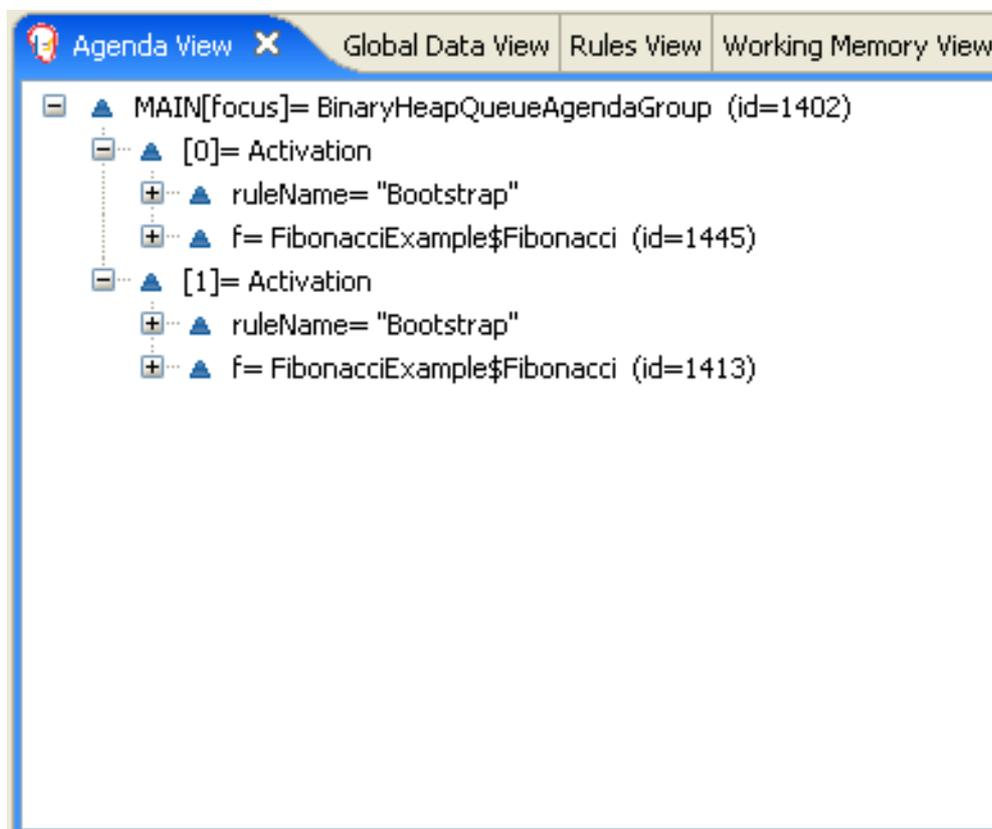 Agenda View Global Data View Rules View Working Memory View
MAIN[focus]= BinaryHeapQueueAgendaGroup (id=1402)
[0]= Activation
ruleName= "Bootstrap"
f= FibonacciExample$Fibonacci (id=1445)
[1]= Activation
ruleName= "Bootstrap"
f= FibonacciExample$Fibonacci (id=1413)